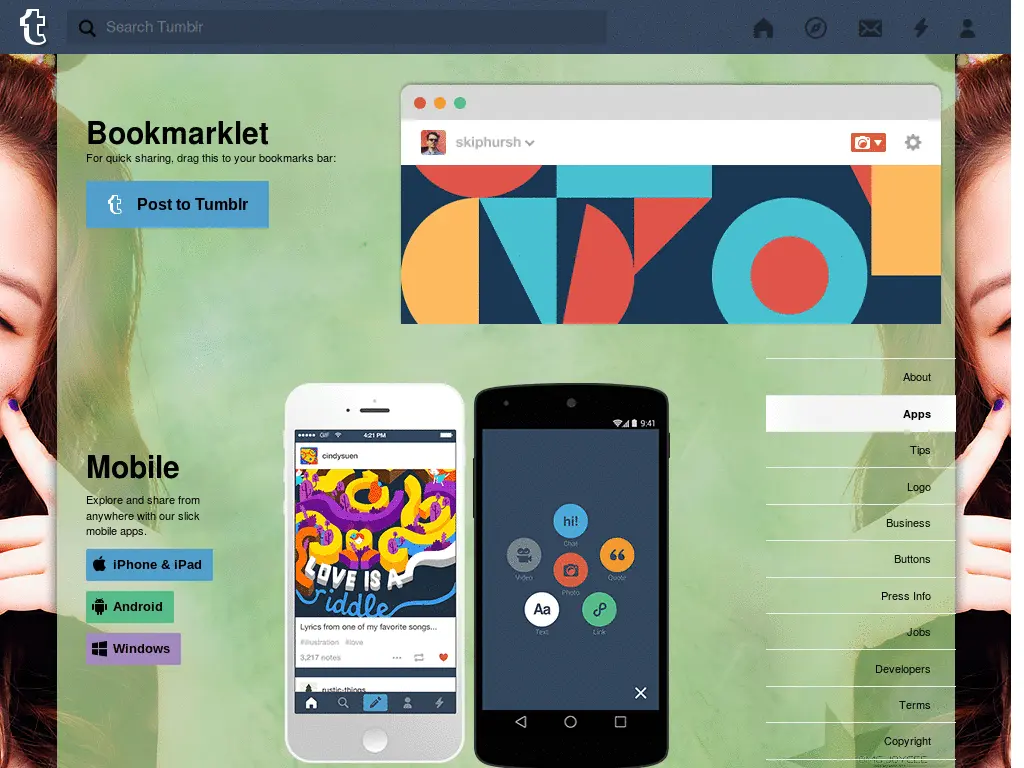 Search Tumblr
Bookmarklet
For quick sharing, drag this to your bookmarks bar:
Post to Tumblr
skiphursh
About
Apps
Tips
Logo
Business
Buttons
Press Info
Jobs
Developers
Terms
Copyright
Mobile
Explore and share from
anywhere with our slick
mobile apps.
iPhone & iPad
Android
Windows
GIF
4:21 PM
cindysuen
LOVE IS A
riddle
Lyrics from one of my favorite songs...
#illustration #love
3,217 notes
rustic-things
9:41
hi!
Chat
Video
Photo
Quote
Aa
Text
Link